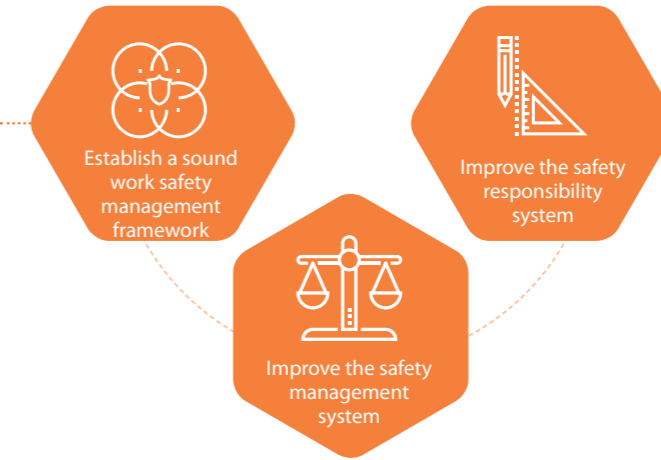 Establish a sound
work safety
management
framework
Improve the safety
management
system
Improve the safety
responsibility
system